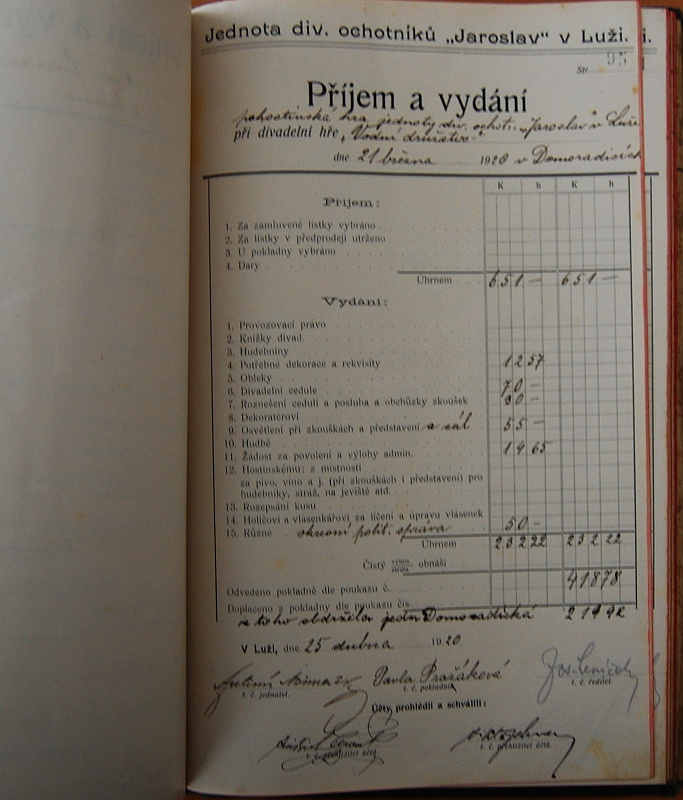 Jednota div. ochotníků „Jaroslav“ v Luži.
Str. 95
Příjem a vydání
pohostinská hra jednoty div. ochot. „Jaroslav“ v Luži
při divadelní hře „Vodní družstvo“
dne 21 března 1920 v Domoradicích
K h K h
Příjem:
1. Za zamluvené lístky vybráno
2. Za lístky v předprodeji utrženo
3. U pokladny vybráno
4. Dary
Úhrnem 651 — 651 —
Vydání:
1. Provozovací právo
2. Knížky divad.
3. Hudebniny
4. Potřebné dekorace a rekvisity 12 57
5. Obleky
6. Divadelní cedule 70 —
7. Roznešení cedulí a posluha a obchůzky zkoušek 30 —
8. Dekoratérovi
9. Osvětlení při zkouškách a představení a sál 55 —
10. Hudbě
11. Žádost za povolení a výlohy admin. 14 65
12. Hostinskému: z místnosti
za pivo, víno a j. (při zkouškách i představení) pro
hudebníky, stráž, na jeviště atd.
13. Rozepsání kusu
14. Holičovi a vlásenkářovi za líčení a úpravu vlásenek
15. Různé okresní polit. správa 50 —
Úhrnem 232 22 232 22
Čistý výnos ztráta obnáší
Odvedeno pokladně dle poukazu č. 418 78
Doplaceno z pokladny dle poukazu čís.
z toho obdržela jedn Domoradická
V Luži, dne 25 dubna 1920
Pavla Pražáková
t. č. jednatel. t. č. pokladník t. č. ředitel.
Účty prohlédli a schválili:
t. č. přehlížitel účtů. t. č. přehlížitel účtů.